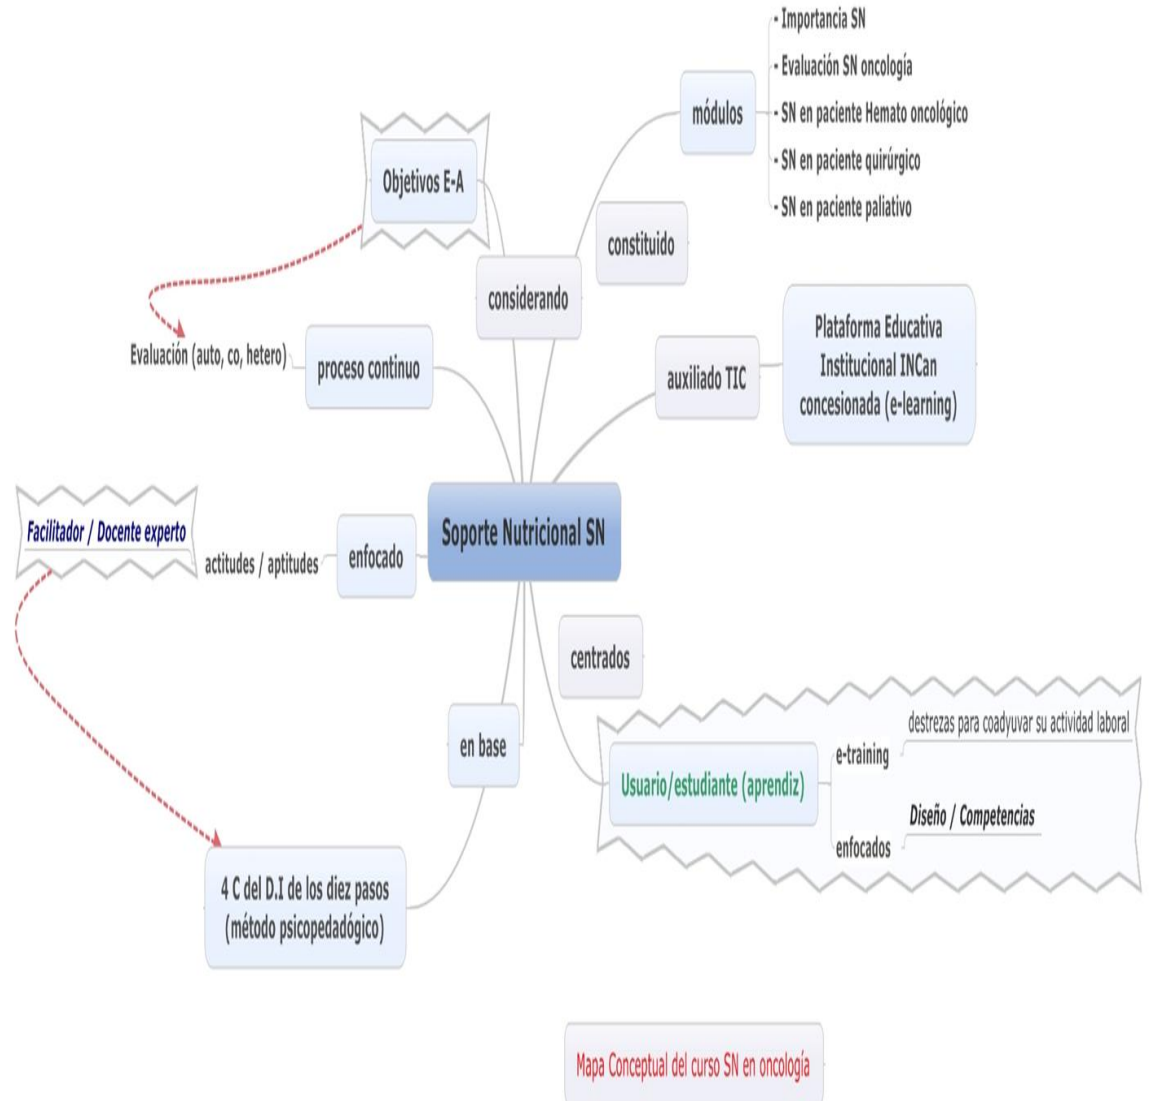 - Importancia SN
- Evaluación SN oncología
módulos
- SN en paciente Hemato oncológico
- SN en paciente quirúrgico
- SN en paciente paliativo
Objetivos E-A
constituido
considerando
Plataforma Educativa
Institucional INCan
concesionada (e-learning)
auxiliado TIC
Evaluación (auto, co, hetero)
proceso continuo
Soporte Nutricional SN
Facilitador / Docente experto
actitudes / aptitudes
enfocado
centrados
en base
Usuario/estudiante (aprendiz)
e-training
destrezas para coadyuvar su actividad laboral
enfocados
Diseño / Competencias
4 C del D.I de los diez pasos
(método psicopedadógico)
Mapa Conceptual del curso SN en oncología